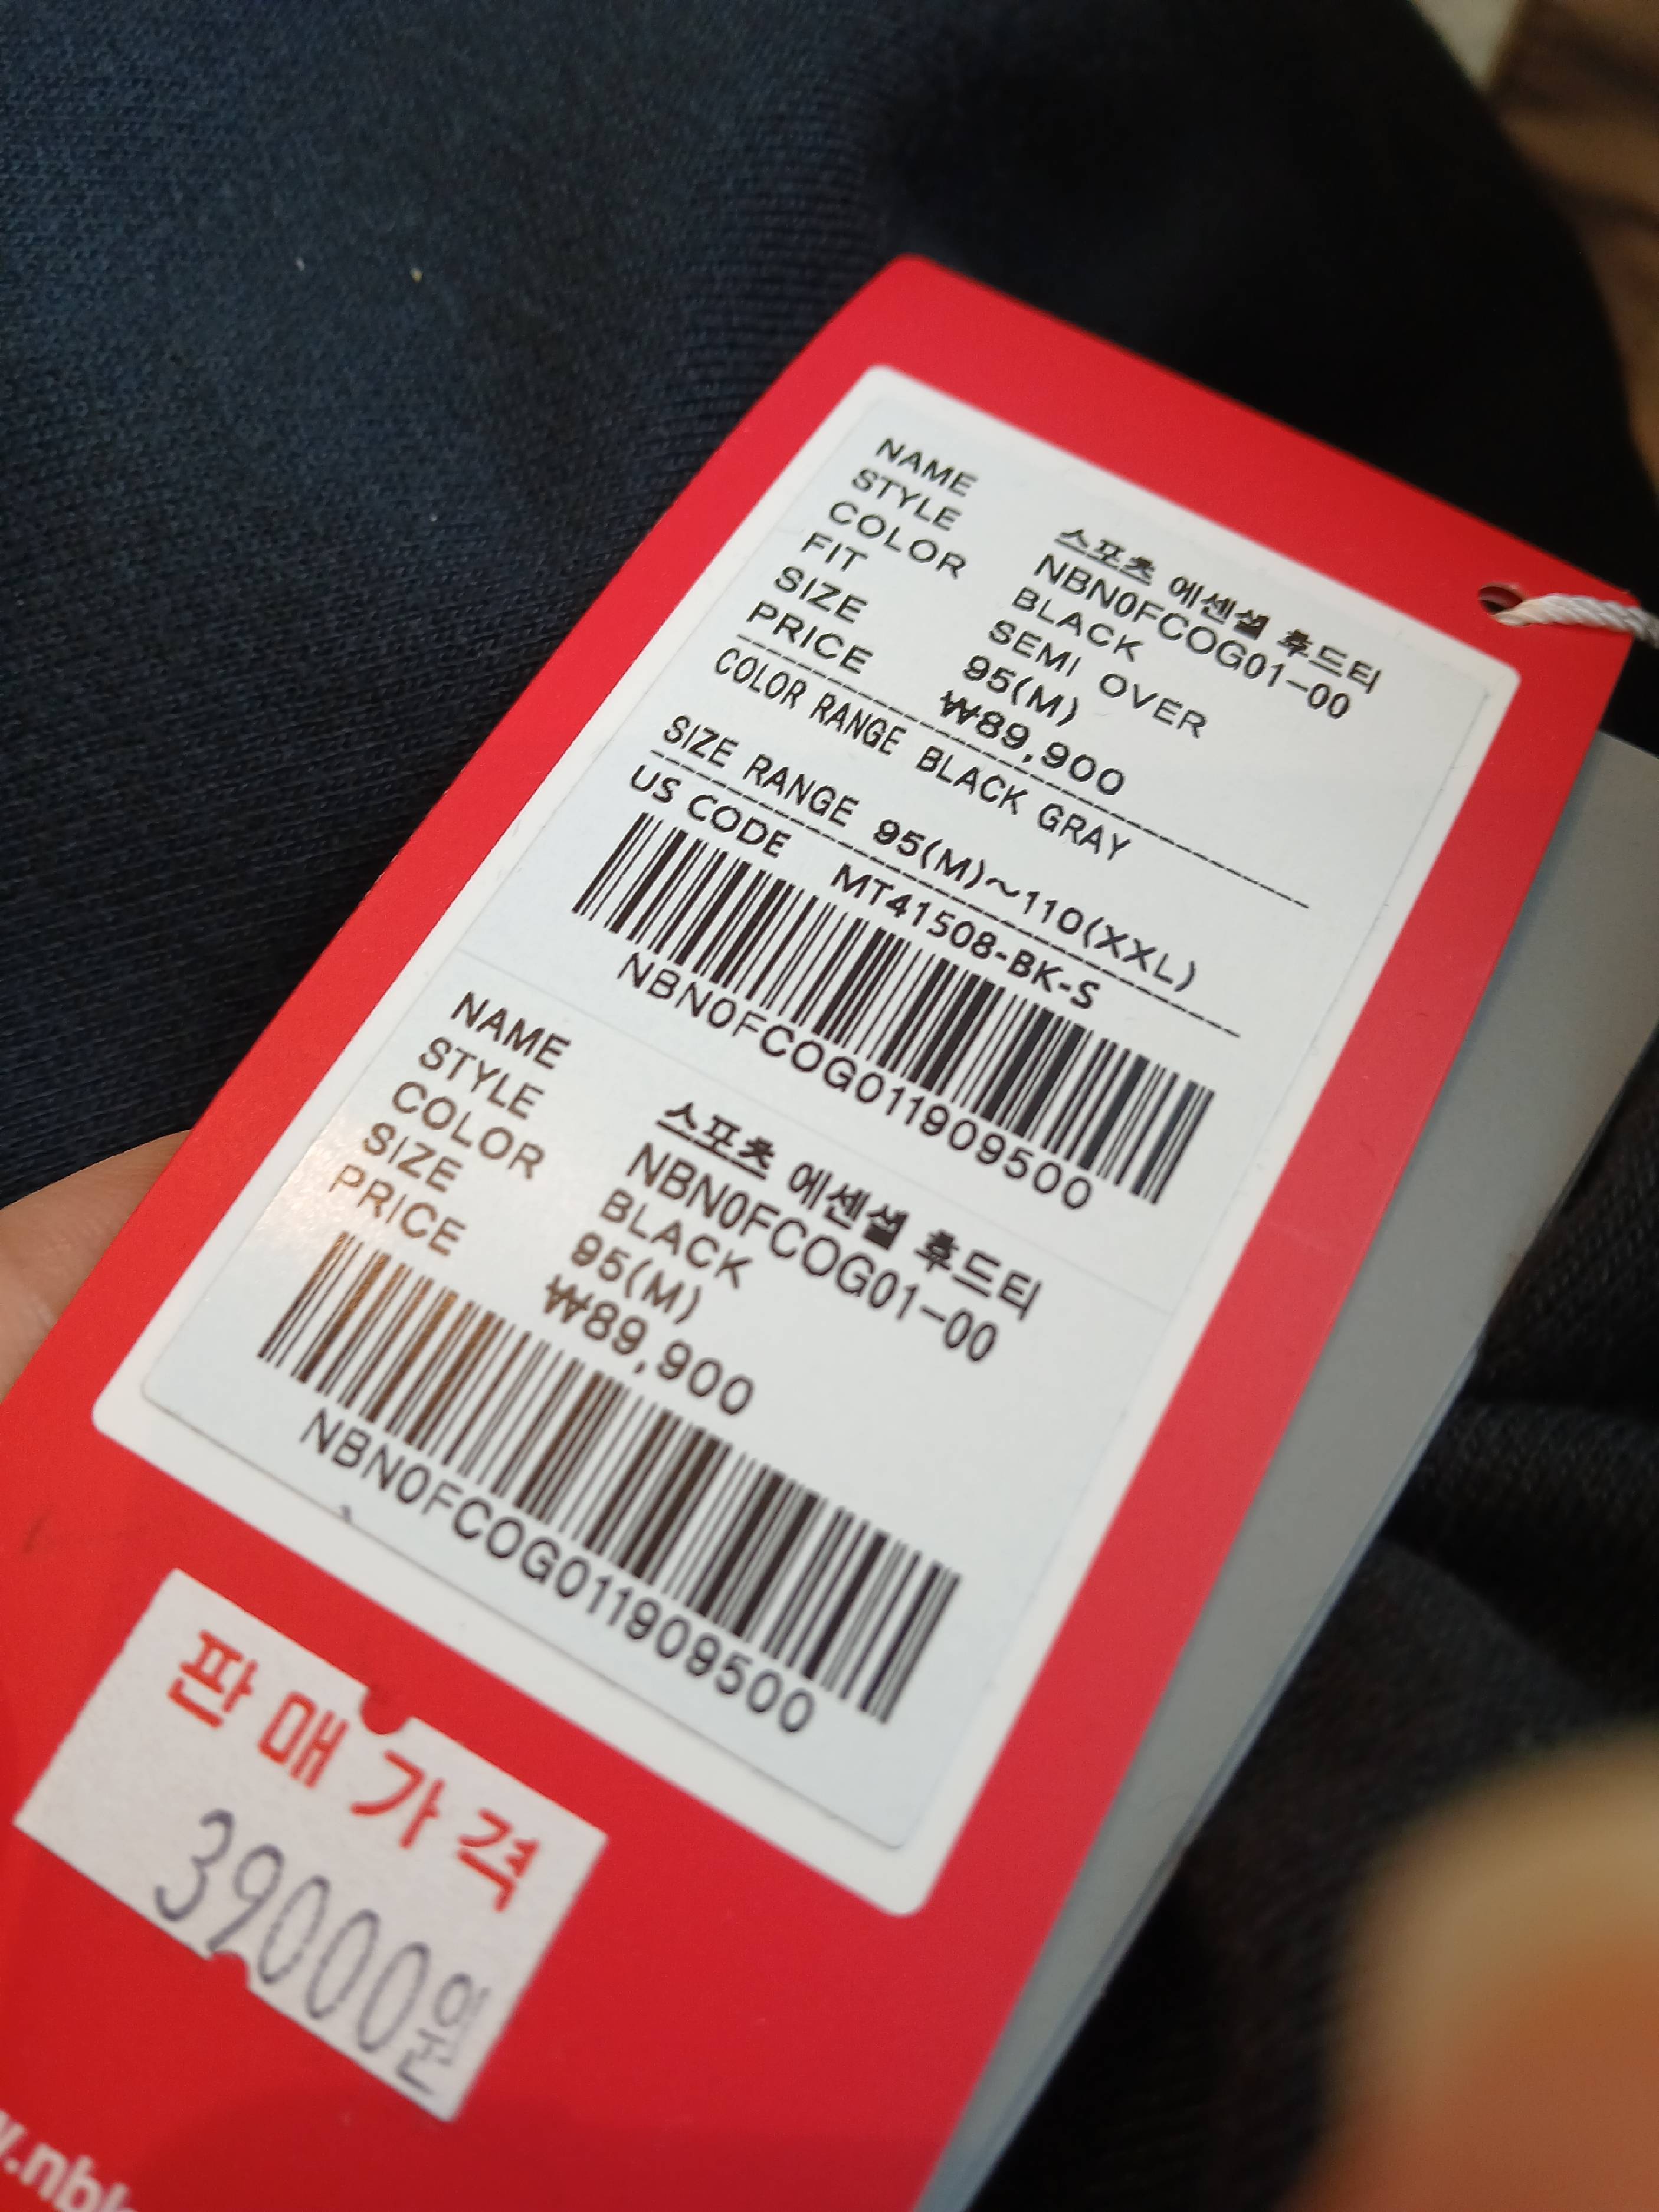 NAME 스포츠 에센셜 후드티
STYLE NBN0FCOG01-00
COLOR BLACK
FIT SEMI OVER
SIZE 95(M)
PRICE ₩89,900
COLOR RANGE BLACK GRAY
SIZE RANGE 95(M)~110(XXL)
US CODE MT41508-BK-S
NBN0FCOG011909500
NAME 스포츠 에센셜 후드티
STYLE NBN0FCOG01-00
COLOR BLACK
SIZE 95(M)
PRICE ₩89,900
NBN0FCOG011909500
판매가격
39000원